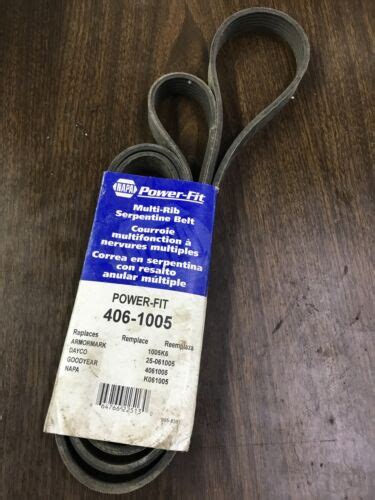 NAPA Power-Fit
Multi-Rib
Serpentine Belt
Courroie
multifonction à
nervures multiples
Correa en serpentina
con resalto
anular múltiple
POWER-FIT
406-1005
Replaces Remplace Reemplaza
ARMORMARK 1005K6
DAYCO 25-061005
GOODYEAR 4061005
NAPA K061005